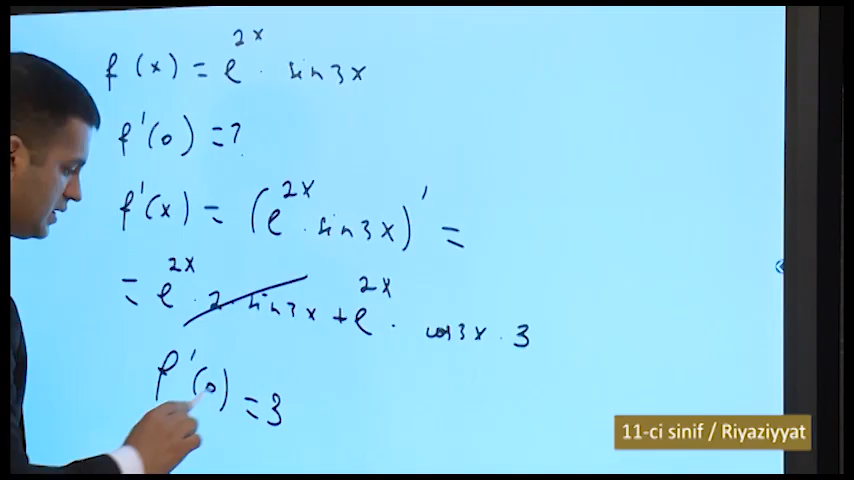 f(x) = e^2x · sin3x
f'(0) = ?
f'(x) = (e^2x · sin3x)' =
= e^2x · 2 · sin3x + e^2x · cos3x · 3
f'(0) = 3
11-ci sinif / Riyaziyyat